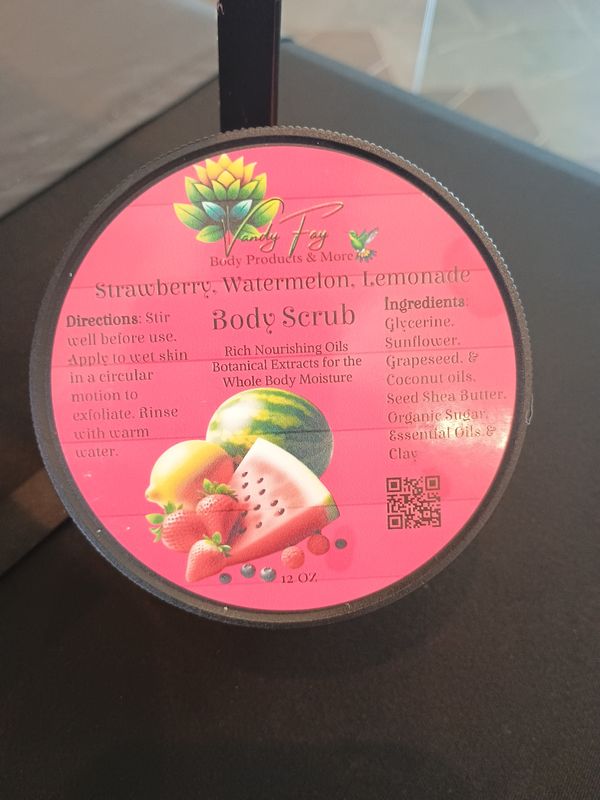 Vandy Fay
Body Products & More
Strawberry, Watermelon, Lemonade
Body Scrub
Rich Nourishing Oils
Botanical Extracts for the
Whole Body Moisture
Directions: Stir
well before use.
Apply to wet skin
in a circular
motion to
exfoliate. Rinse
with warm
water.
Ingredients:
Glycerine,
Sunflower,
Grapeseed, &
Coconut oils,
Seed Shea Butter,
Organic Sugar,
Essential Oils &
Clay
12 OZ